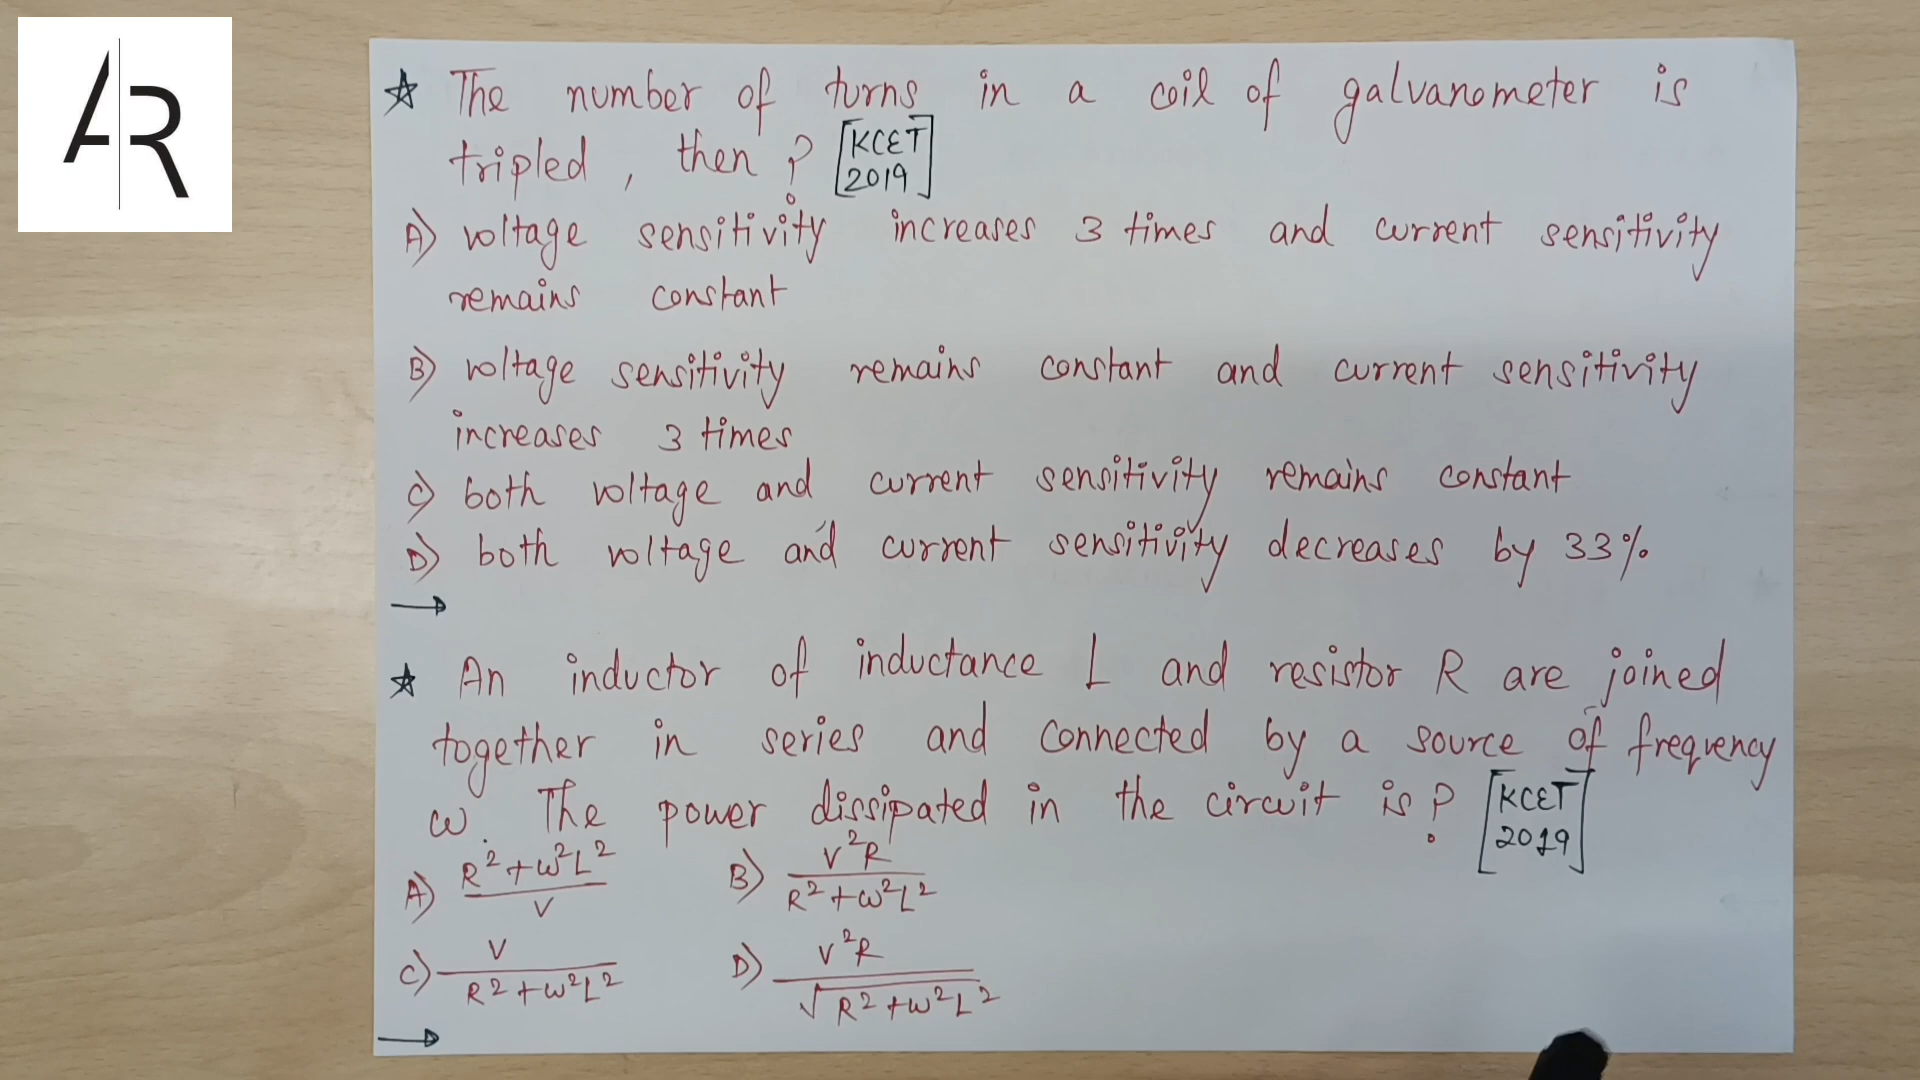 AR
☆ The number of turns in a coil of galvanometer is
tripled, then? [KCET 2019]
A) voltage sensitivity increases 3 times and current sensitivity
remains constant
B) voltage sensitivity remains constant and current sensitivity
increases 3 times
C) both voltage and current sensitivity remains constant
D) both voltage and current sensitivity decreases by 33%
→
☆ An inductor of inductance L and resistor R are joined
together in series and connected by a source of frequency
ω. The power dissipated in the circuit is? [KCET 2019]
A) (R²+ω²L²)/V B) V²R/(R²+ω²L²)
C) V/(R²+ω²L²) D) V²R/√(R²+ω²L²)
→